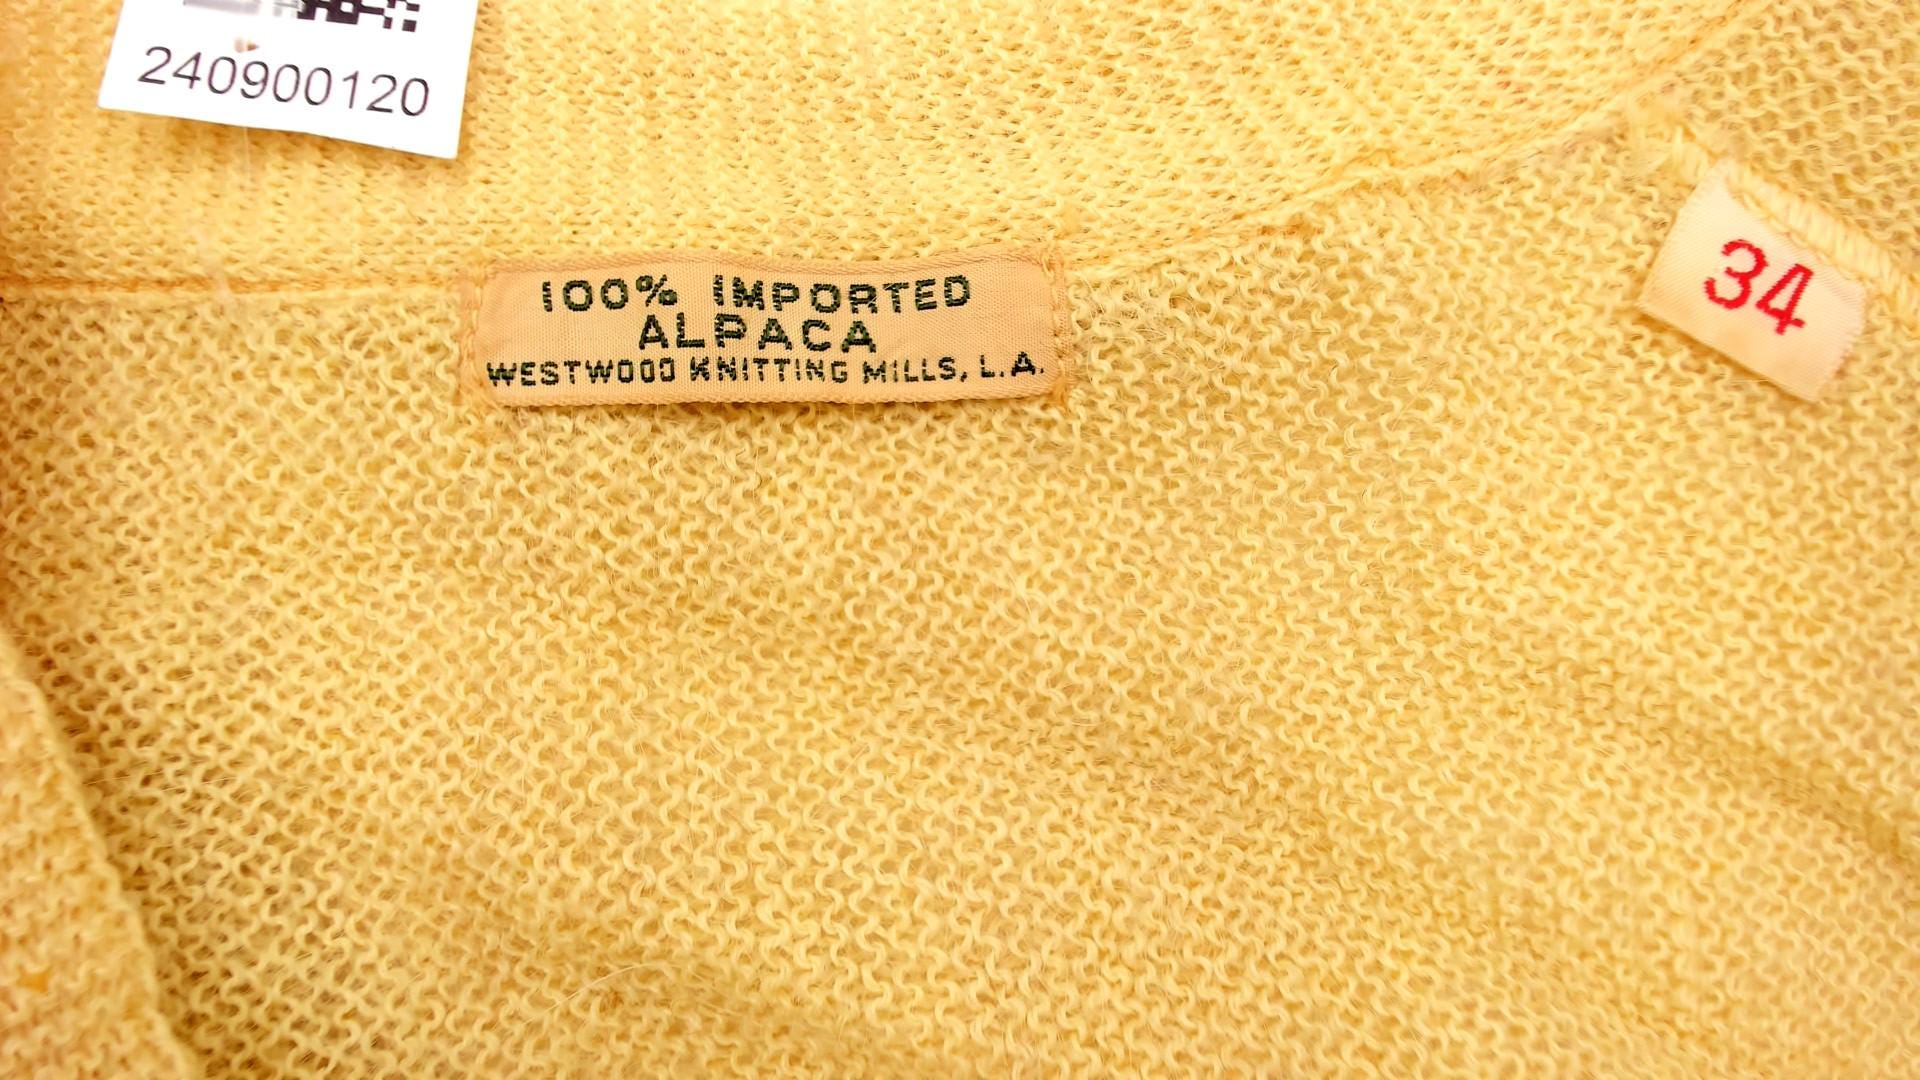 240900120
100% IMPORTED
ALPACA
WESTWOOD KNITTING MILLS, L.A.
34